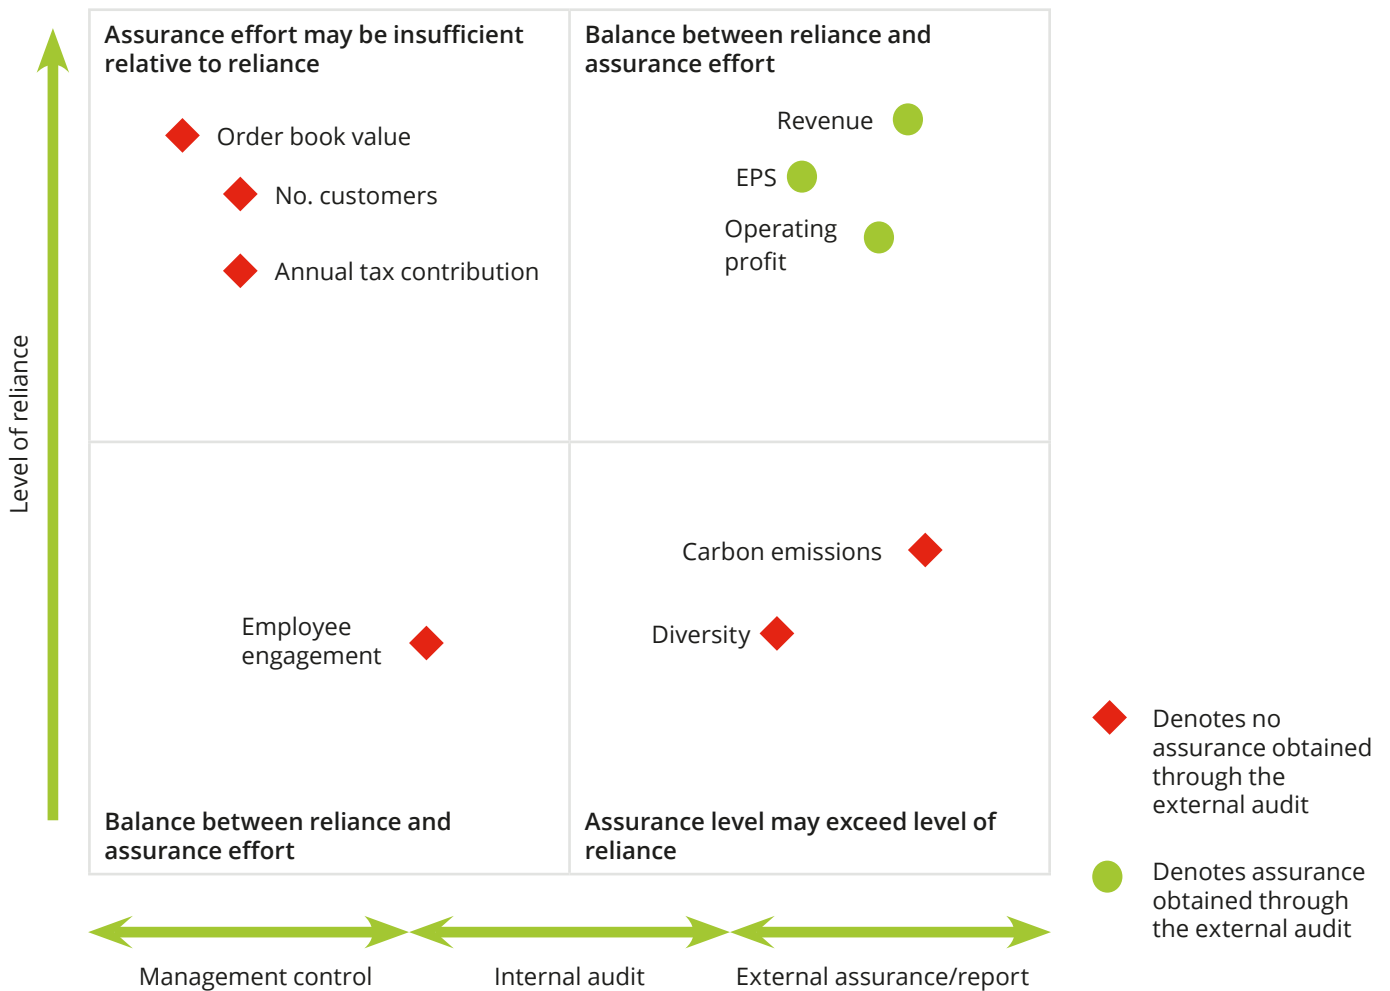 Assurance effort may be insufficient
relative to reliance
Balance between reliance and
assurance effort
Order book value
No. customers
Annual tax contribution
Revenue
EPS
Operating
profit
Level of reliance
Carbon emissions
Diversity
Employee
engagement
Balance between reliance and
assurance effort
Assurance level may exceed level of
reliance
Denotes no
assurance obtained
through the
external audit
Denotes assurance
obtained through
the external audit
Management control
Internal audit
External assurance/report